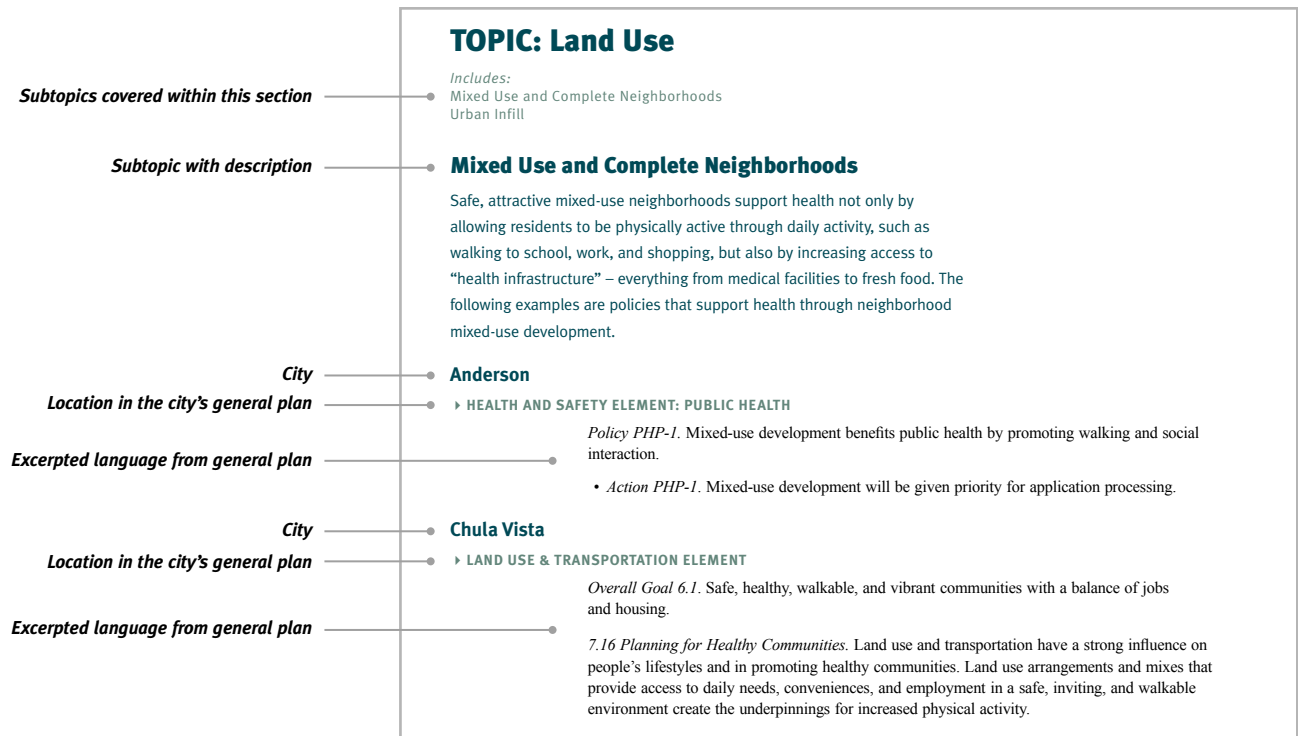 TOPIC: Land Use
Includes:
Subtopics covered within this section
Mixed Use and Complete Neighborhoods
Urban Infill
Subtopic with description
Mixed Use and Complete Neighborhoods
Safe, attractive mixed-use neighborhoods support health not only by
allowing residents to be physically active through daily activity, such as
walking to school, work, and shopping, but also by increasing access to
“health infrastructure” – everything from medical facilities to fresh food. The
following examples are policies that support health through neighborhood
mixed-use development.
City
Anderson
Location in the city’s general plan
HEALTH AND SAFETY ELEMENT: PUBLIC HEALTH
Excerpted language from general plan
Policy PHP-1. Mixed-use development benefits public health by promoting walking and social
interaction.
• Action PHP-1. Mixed-use development will be given priority for application processing.
City
Chula Vista
Location in the city’s general plan
LAND USE & TRANSPORTATION ELEMENT
Excerpted language from general plan
Overall Goal 6.1. Safe, healthy, walkable, and vibrant communities with a balance of jobs
and housing.
7.16 Planning for Healthy Communities. Land use and transportation have a strong influence on
people’s lifestyles and in promoting healthy communities. Land use arrangements and mixes that
provide access to daily needs, conveniences, and employment in a safe, inviting, and walkable
environment create the underpinnings for increased physical activity.